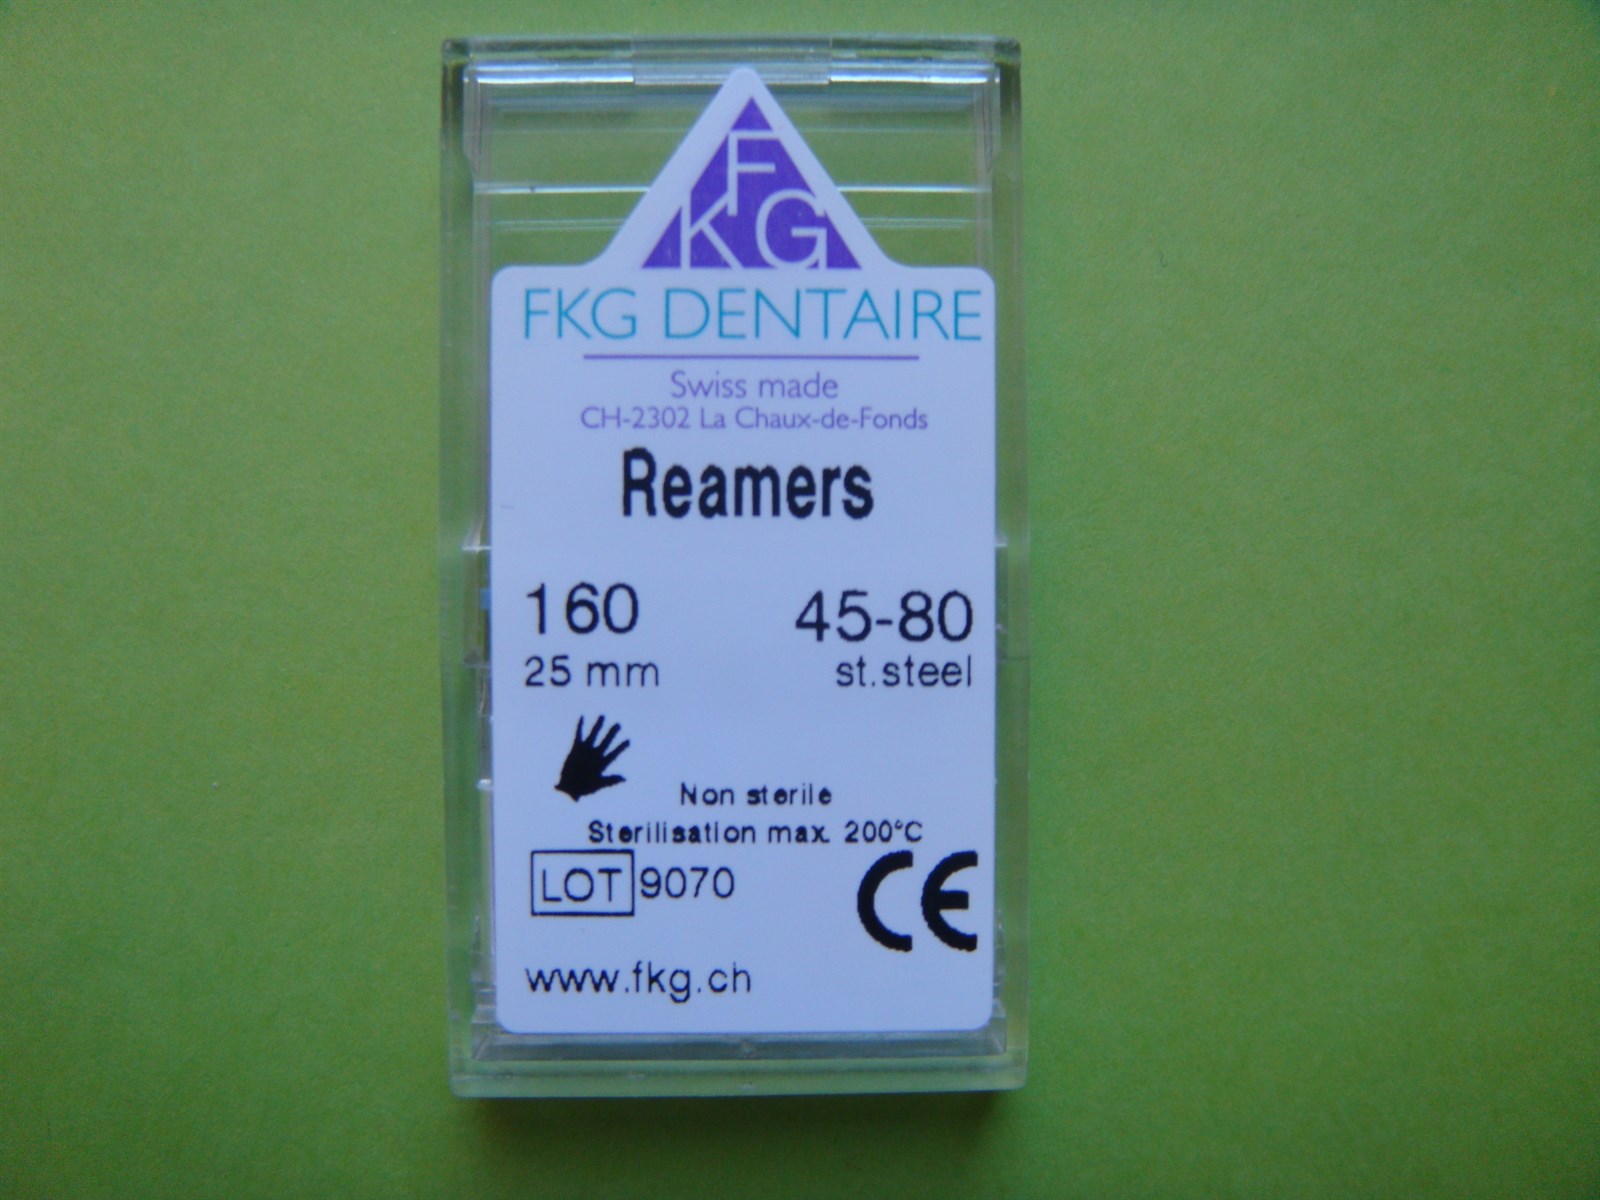 FKG
FKG DENTAIRE
Swiss made
CH-2302 La Chaux-de-Fonds
Reamers
160 45-80
25 mm st.steel
Non sterile
Sterilisation max. 200°C
LOT 9070 CE
www.fkg.ch